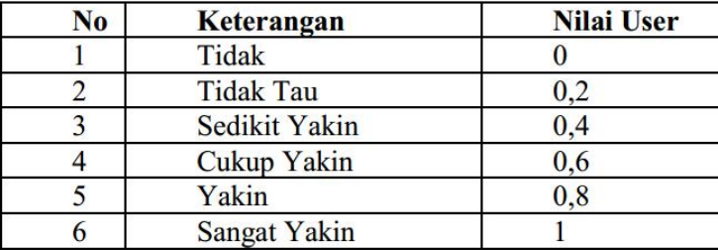 No Keterangan Nilai User
1 Tidak 0
2 Tidak Tau 0,2
3 Sedikit Yakin 0,4
4 Cukup Yakin 0,6
5 Yakin 0,8
6 Sangat Yakin 1